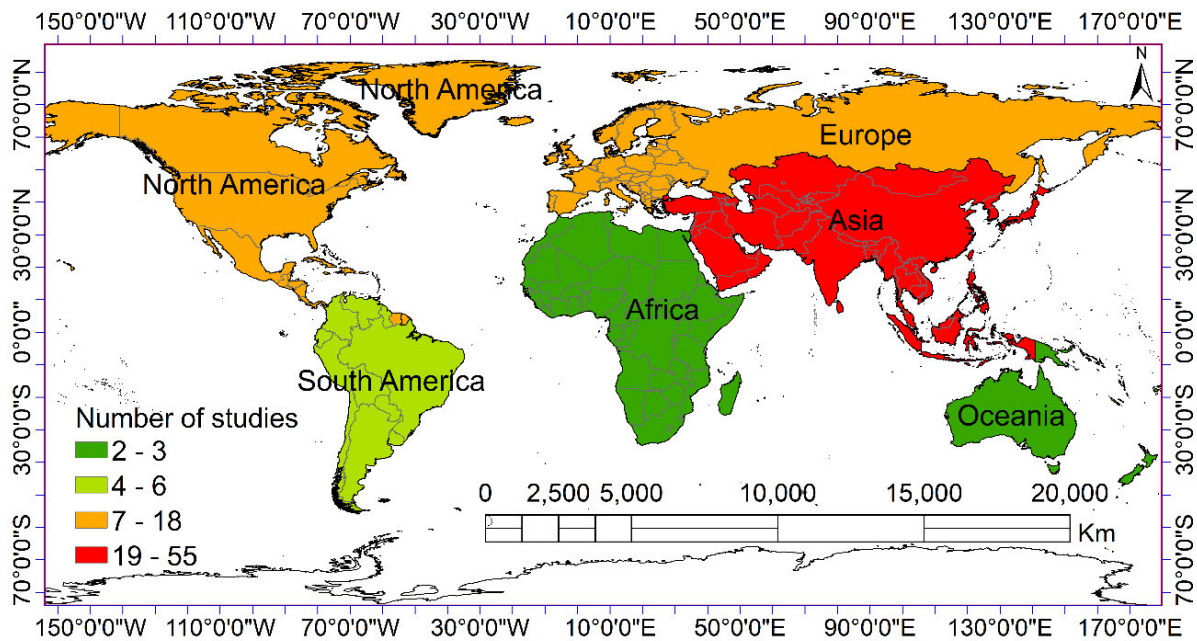 150°0'0"W 110°0'0"W 70°0'0"W 30°0'0"W 10°0'0"E 50°0'0"E 90°0'0"E 130°0'0"E 170°0'0"E
N
70°0'0"N
30°0'0"N
30°0'0"N
0°0'0"
30°0'0"S
70°0'0"S
70°0'0"N
30°0'0"N
30°0'0"N
0°0'0"
30°0'0"S
70°0'0"S
North America
Europe
North America
Asia
Africa
South America
Oceania
Number of studies
2 - 3
4 - 6
7 - 18
19 - 55
0 2,500 5,000 10,000 15,000 20,000
Km
150°0'0"W 110°0'0"W 70°0'0"W 30°0'0"W 10°0'0"E 50°0'0"E 90°0'0"E 130°0'0"E 170°0'0"E